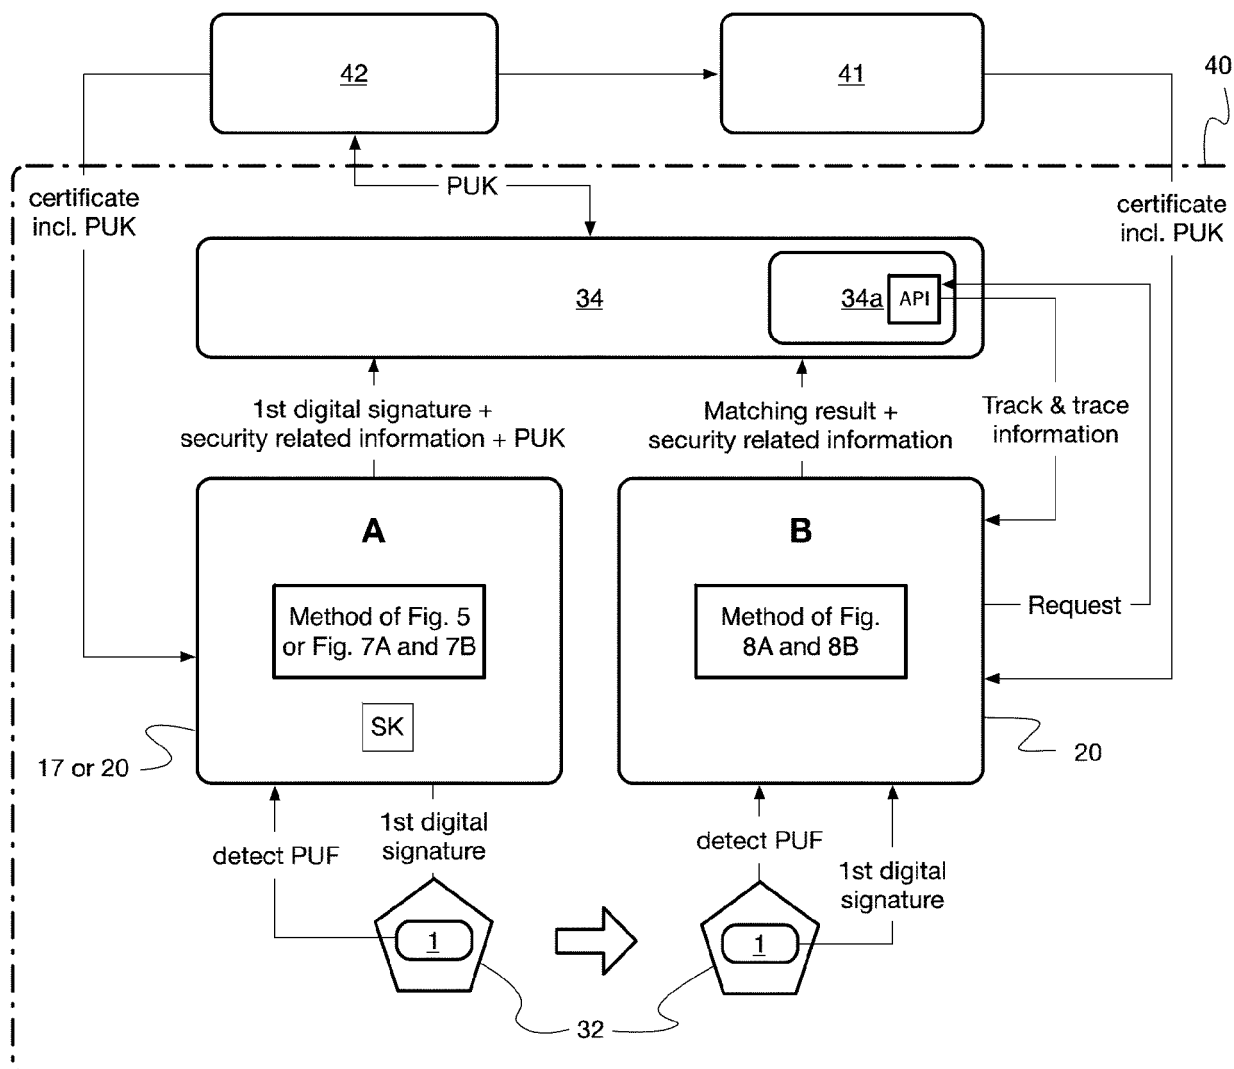 42
41
40
certificate
incl. PUK
PUK
certificate
incl. PUK
34
34a
API
1st digital signature +
security related information + PUK
Matching result +
security related information
Track & trace
information
A
B
Method of Fig. 5
or Fig. 7A and 7B
Method of Fig.
8A and 8B
Request
SK
17 or 20
20
detect PUF
1st digital
signature
detect PUF
1st digital
signature
1
1
32